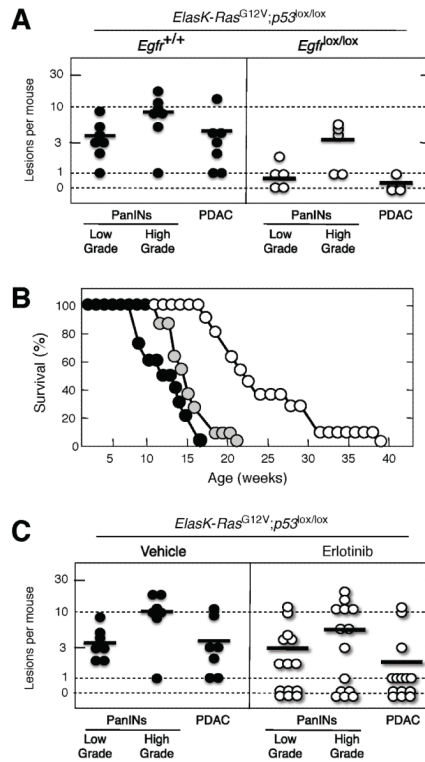 A
ElasK-RasG12V;p53lox/lox
Egfr+/+ Egfrlox/lox
Lesions per mouse
30
10
3
1
0
PanINs PDAC PanINs PDAC
Low Grade High Grade Low Grade High Grade
B
Survival (%)
100
80
60
40
20
0
5 10 15 20 25 30 35 40
Age (weeks)
C
ElasK-RasG12V;p53lox/lox
Vehicle Erlotinib
Lesions per mouse
30
10
3
1
0
PanINs PDAC PanINs PDAC
Low Grade High Grade Low Grade High Grade